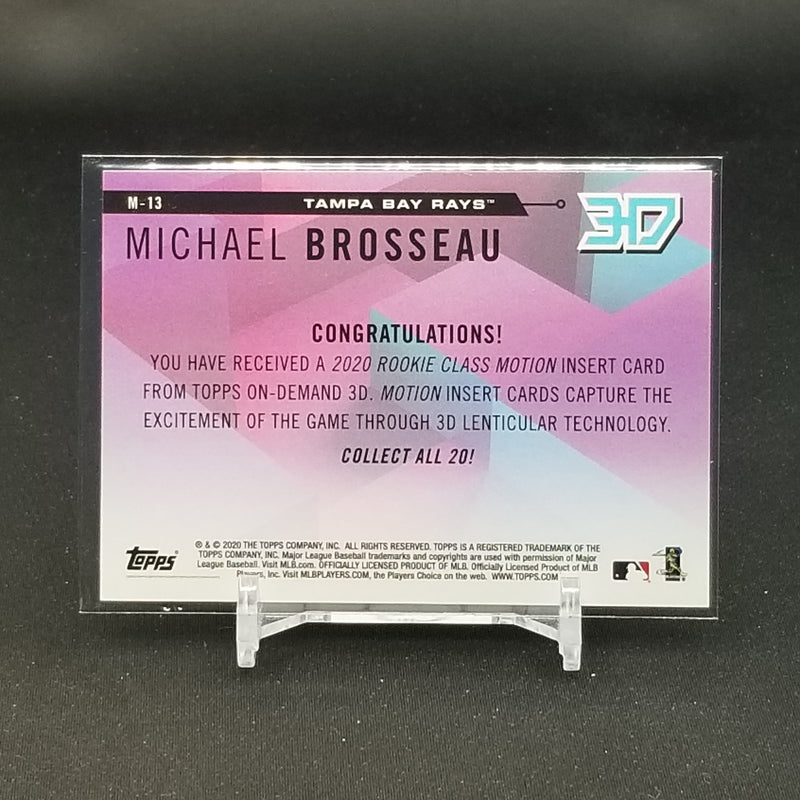 M-13 TAMPA BAY RAYS™
3D
MICHAEL BROSSEAU
CONGRATULATIONS!
YOU HAVE RECEIVED A 2020 ROOKIE CLASS MOTION INSERT CARD
FROM TOPPS ON-DEMAND 3D. MOTION INSERT CARDS CAPTURE THE
EXCITEMENT OF THE GAME THROUGH 3D LENTICULAR TECHNOLOGY.
COLLECT ALL 20!
Topps®
® & © 2020 THE TOPPS COMPANY, INC. ALL RIGHTS RESERVED. TOPPS IS A REGISTERED TRADEMARK OF THE
TOPPS COMPANY, INC. Major League Baseball trademarks and copyrights are used with permission of Major
League Baseball. Visit MLB.com. OFFICIALLY LICENSED PRODUCT OF MLB. Officially Licensed Product of MLB
Players, Inc. Visit MLBPLAYERS.COM, the Players Choice on the web. WWW.TOPPS.COM